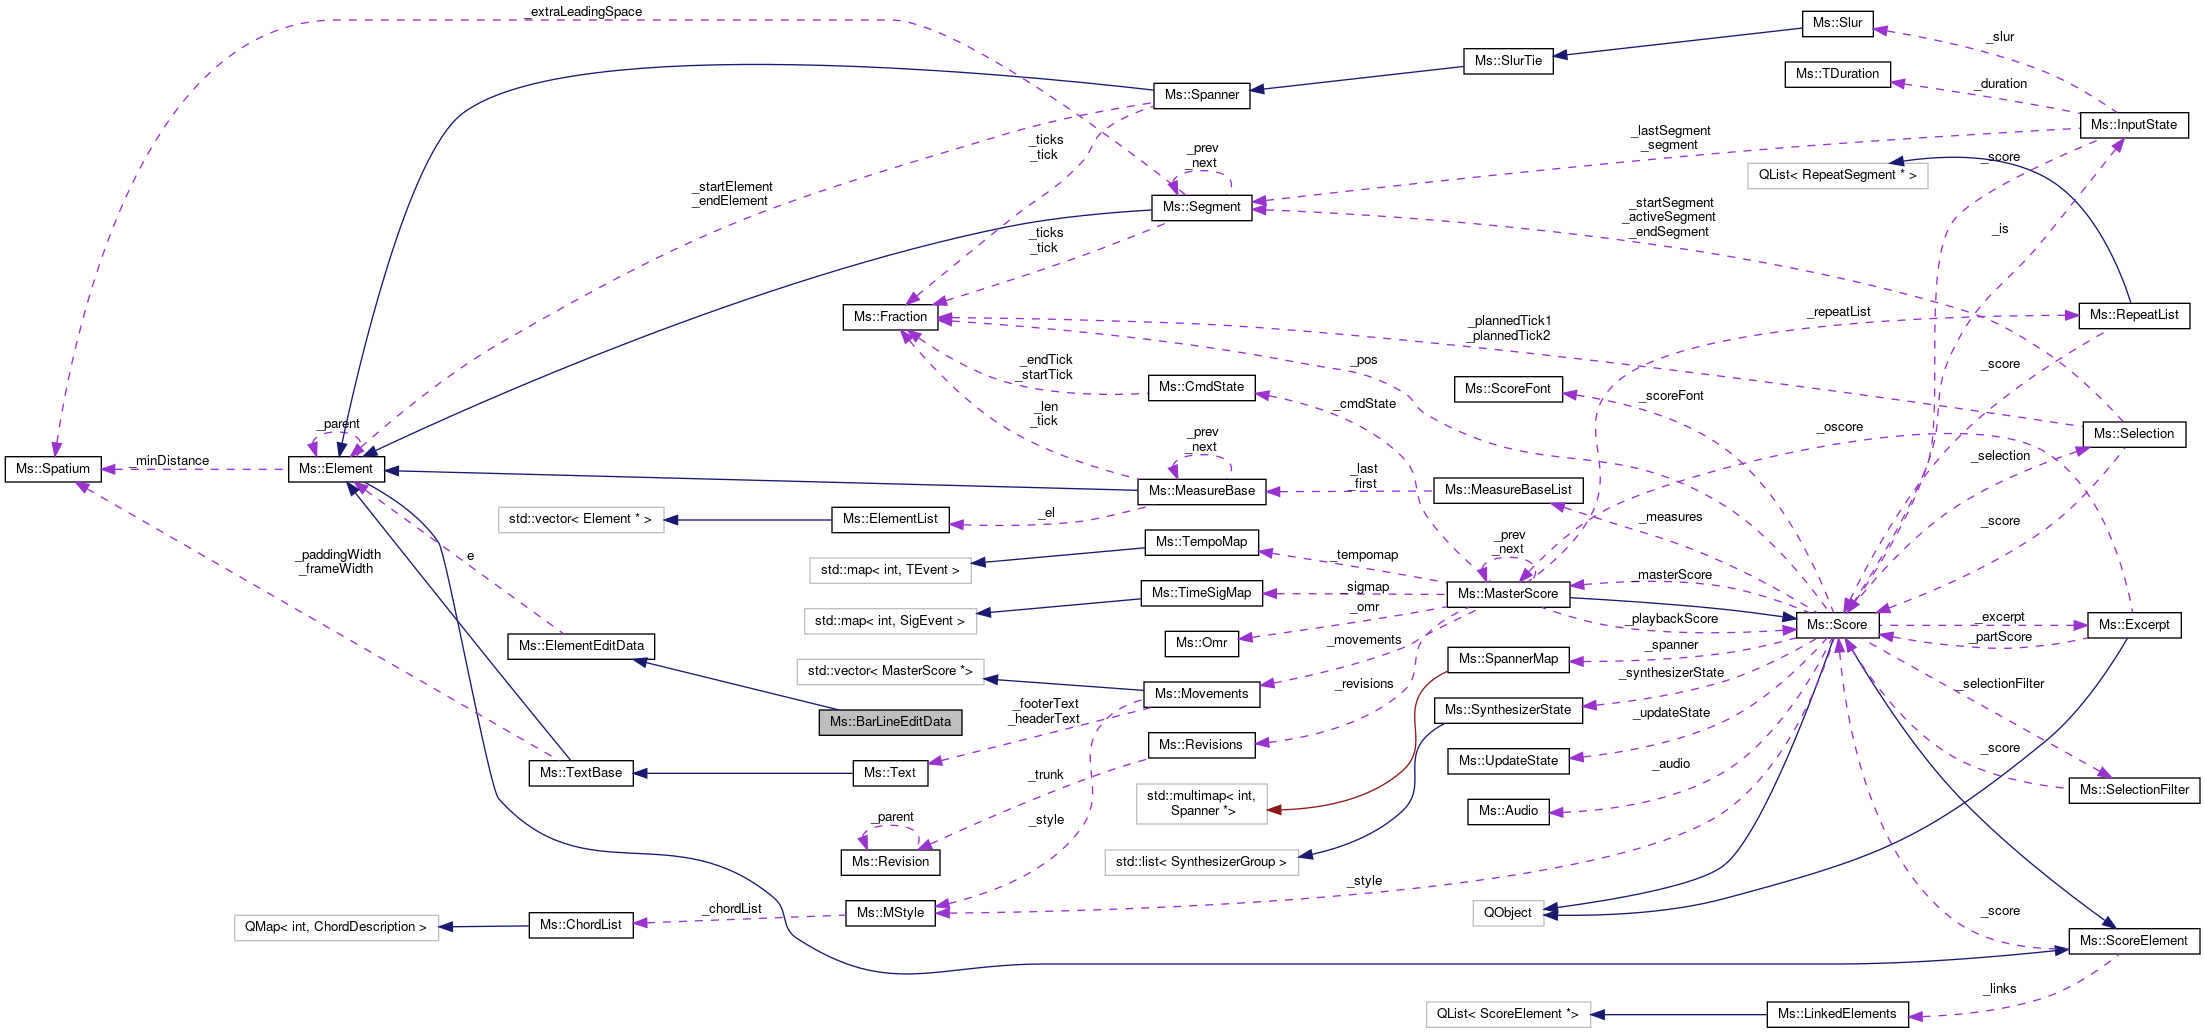 _extraLeadingSpace
Ms::Slur
_slur
Ms::SlurTie
Ms::TDuration
_duration
Ms::Spanner
Ms::InputState
_lastSegment
_segment
_ticks
_tick
_prev
_next
_score
QList< RepeatSegment * >
_startElement
_endElement
Ms::Segment
_startSegment
_activeSegment
_endSegment
_ticks
_tick
_is
Ms::Fraction
_plannedTick1
_plannedTick2
_repeatList
Ms::RepeatList
_endTick
_startTick
_pos
_score
Ms::CmdState
Ms::ScoreFont
_scoreFont
_cmdState
_len
_tick
_oscore
Ms::Selection
_parent
_prev
_next
Ms::Spatium
_minDistance
Ms::Element
_selection
_last
_first
Ms::MeasureBase
Ms::MeasureBaseList
std::vector< Element * >
Ms::ElementList
_el
_measures
_score
_paddingWidth
_frameWidth
e
Ms::TempoMap
_tempomap
_prev
_next
std::map< int, TEvent >
_masterScore
Ms::TimeSigMap
_sigmap
Ms::MasterScore
std::map< int, SigEvent >
_omr
_playbackScore
Ms::Score
_excerpt
Ms::Excerpt
_partScore
Ms::ElementEditData
Ms::Omr
_movements
_spanner
std::vector< MasterScore *>
Ms::SpannerMap
_synthesizerState
_selectionFilter
_revisions
Ms::Movements
_footerText
_headerText
Ms::BarLineEditData
Ms::SynthesizerState
_updateState
Ms::Revisions
_score
Ms::UpdateState
Ms::TextBase
Ms::Text
_trunk
_audio
Ms::SelectionFilter
std::multimap< int,
Spanner *>
Ms::Audio
_parent
_style
Ms::Revision
std::list< SynthesizerGroup >
_style
_chordList
Ms::MStyle
QObject
_score
QMap< int, ChordDescription >
Ms::ChordList
Ms::ScoreElement
_links
QList< ScoreElement *>
Ms::LinkedElements